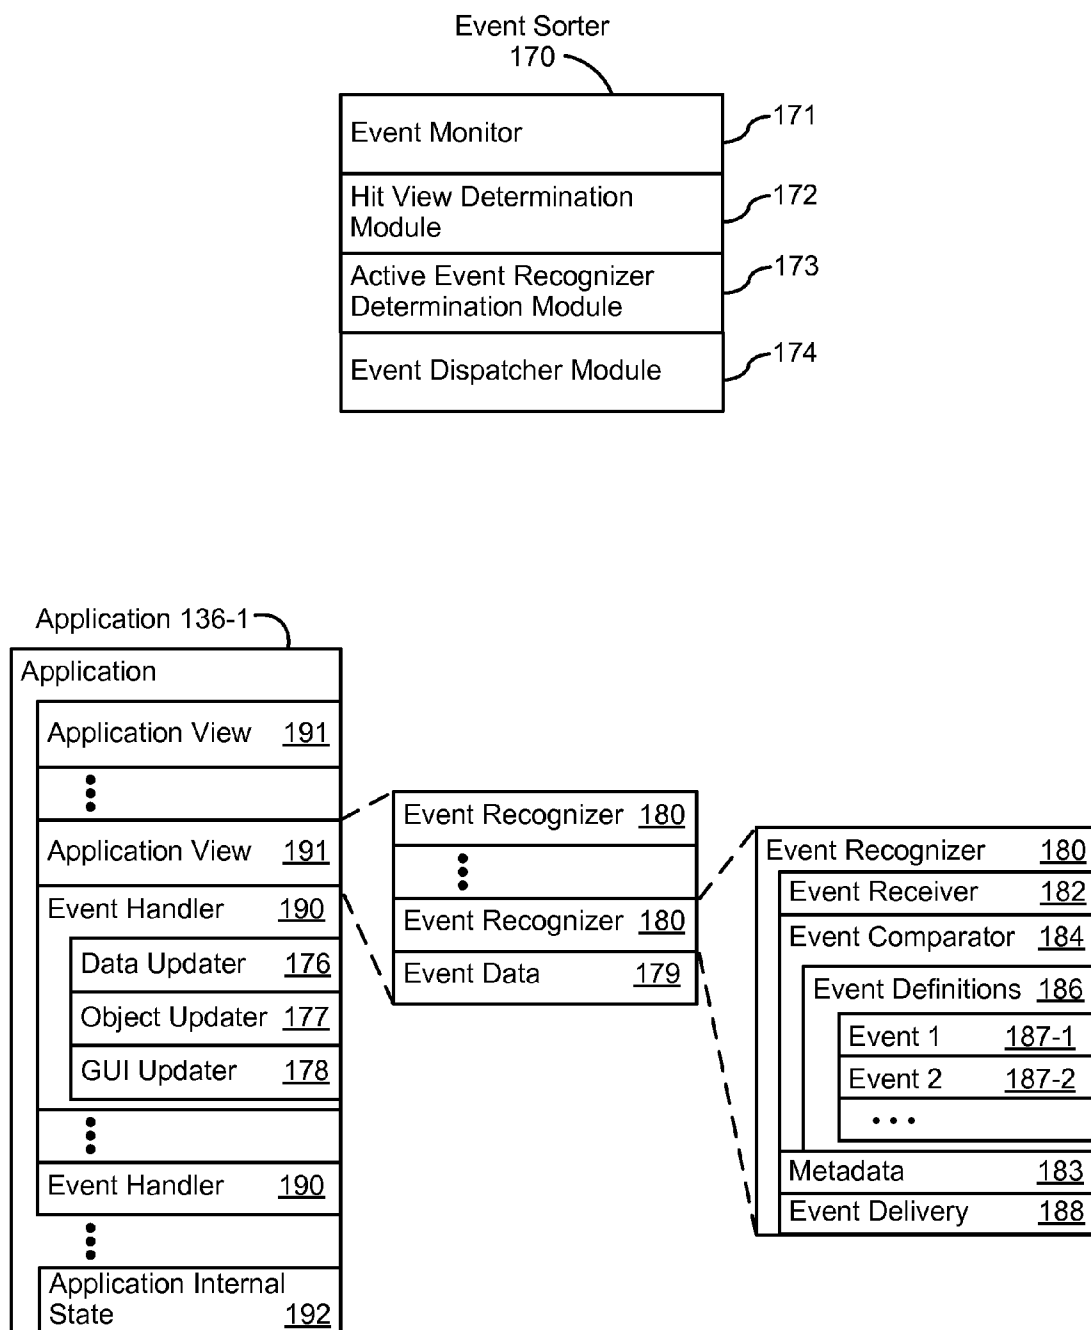 Event Sorter
170
Event Monitor
171
Hit View Determination
Module
172
Active Event Recognizer
Determination Module
173
Event Dispatcher Module
174
Application 136-1
Application
Application View 191
Application View 191
Event Handler 190
Data Updater 176
Object Updater 177
GUI Updater 178
Event Handler 190
Application Internal
State 192
Event Recognizer 180
Event Recognizer 180
Event Data 179
Event Recognizer 180
Event Receiver 182
Event Comparator 184
Event Definitions 186
Event 1 187-1
Event 2 187-2
• • •
Metadata 183
Event Delivery 188